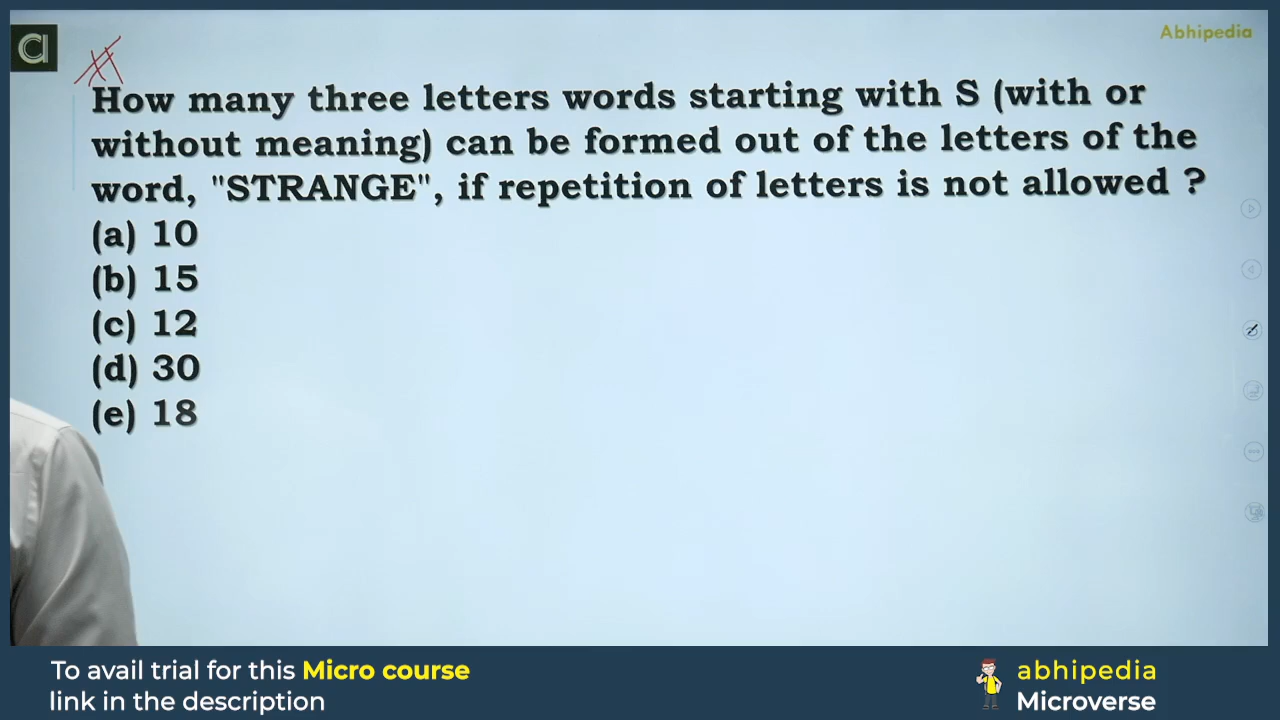 Abhipedia
How many three letters words starting with S (with or
without meaning) can be formed out of the letters of the
word, "STRANGE", if repetition of letters is not allowed ?
(a) 10
(b) 15
(c) 12
(d) 30
(e) 18
To avail trial for this Micro course
link in the description
abhipedia
Microverse